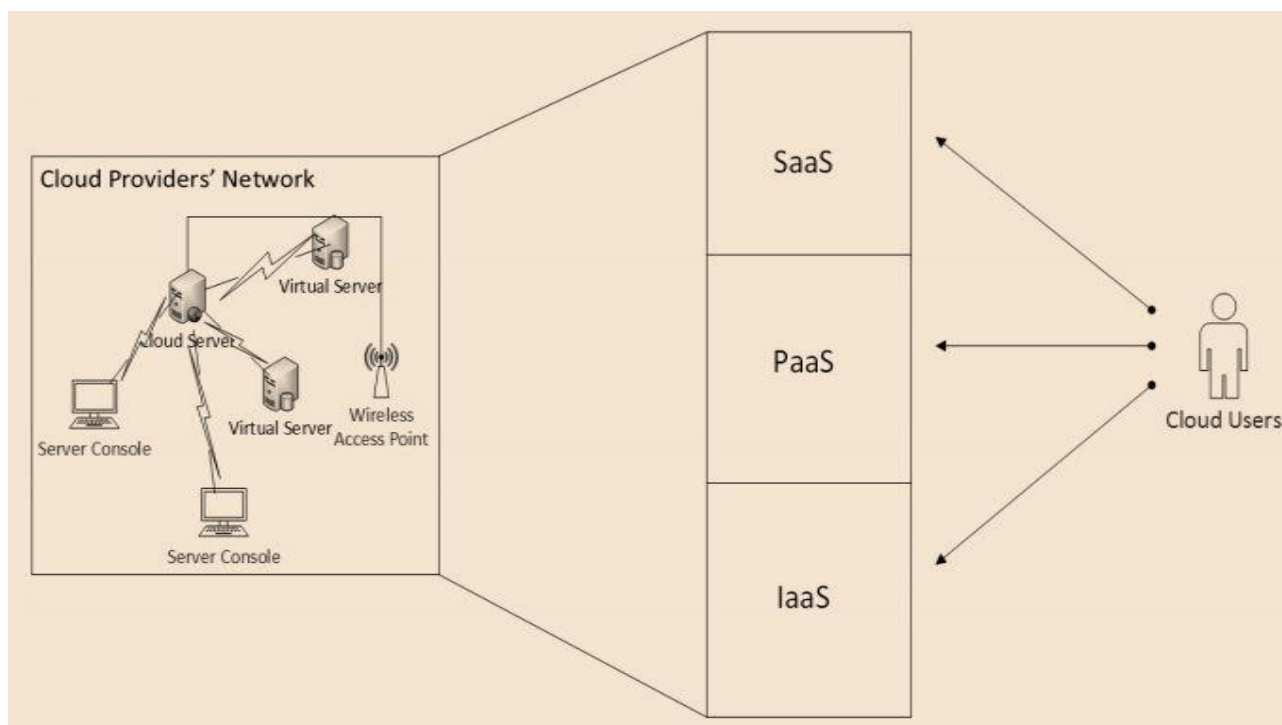 Cloud Providers' Network
Virtual Server
Cloud Server
Virtual Server
Wireless
Access Point
Server Console
Server Console
SaaS
PaaS
IaaS
Cloud Users